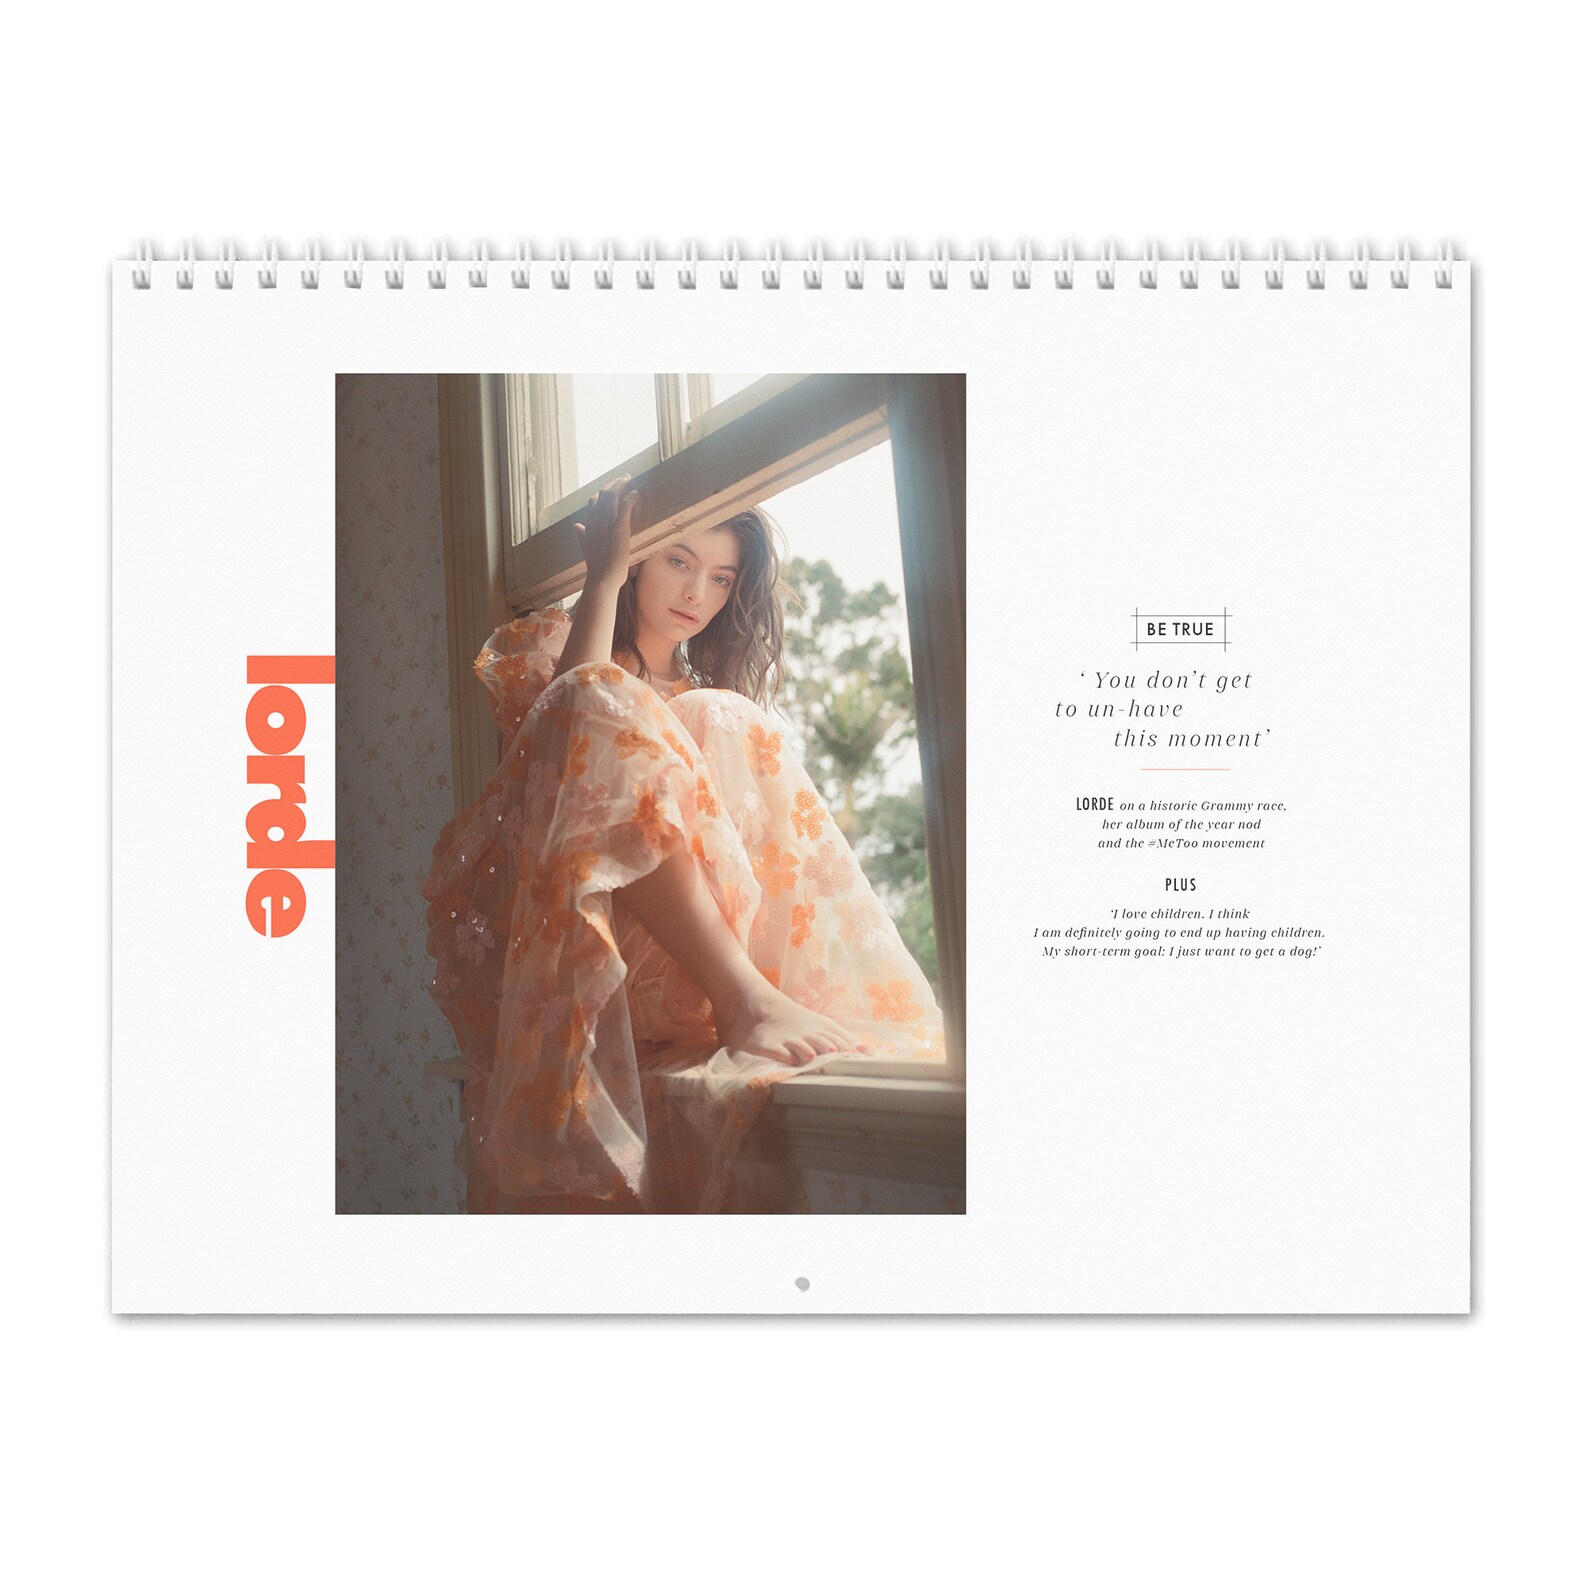 lorde
BE TRUE
‘ You don’t get
to un-have
this moment’
LORDE on a historic Grammy race,
her album of the year nod
and the #MeToo movement
PLUS
‘I love children. I think
I am definitely going to end up having children.
My short-term goal: I just want to get a dog!’